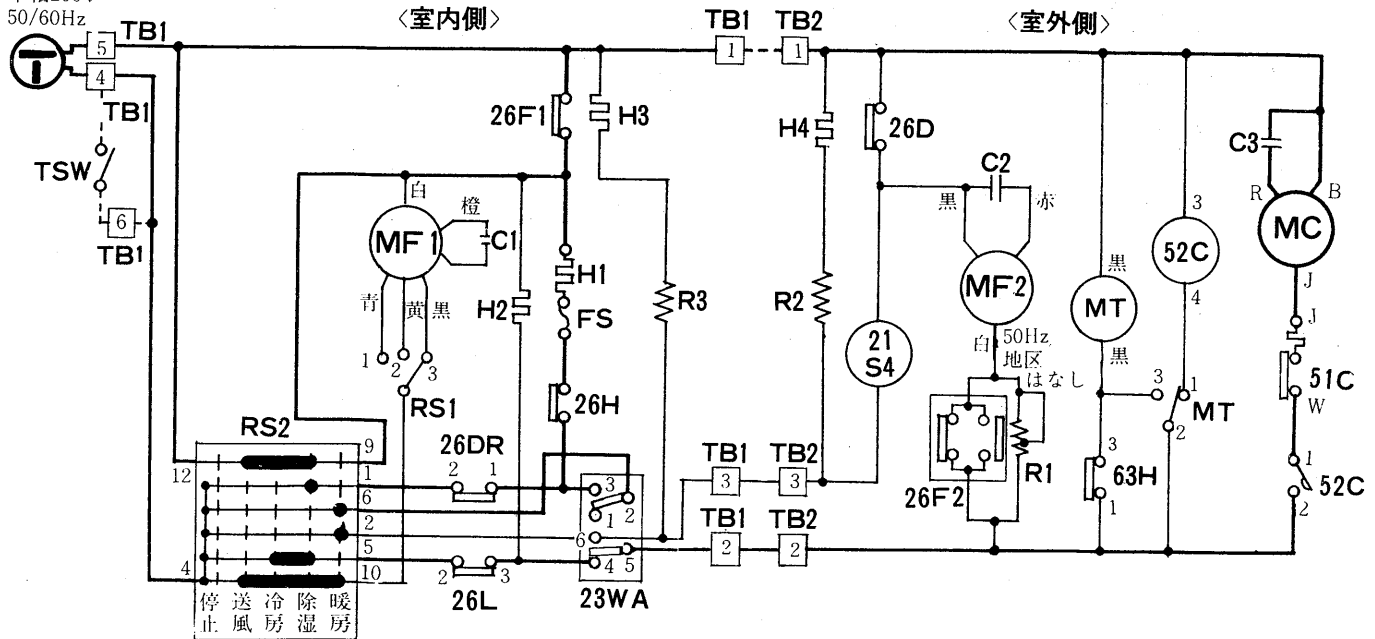 50/60Hz
〈室内側〉
TB1
TB2
〈室外側〉
5
TB1
1
1
4
TB1
26F1
H3
H4
26D
C2
C3
TSW
白
橙
黒
赤
R
B
6
TB1
MF1
C1
3
MC
H1
52C
H2
FS
R3
R2
MF2
黒
4
J
青
黄
黒
MT
21
S4
白
50Hz
地区
はなし
黒
J
1
2
3
3
1
51C
RS1
26H
MT
W
RS2
2
TB1
TB2
26DR
9
12
1
2
1
3
3
3
R1
3
63H
1
52C
6
2
26F2
1
2
2
1
TB1
TB2
6
5
4
10
2
3
4
5
2
2
26L
23WA
停止
送風
冷房
除湿
暖房